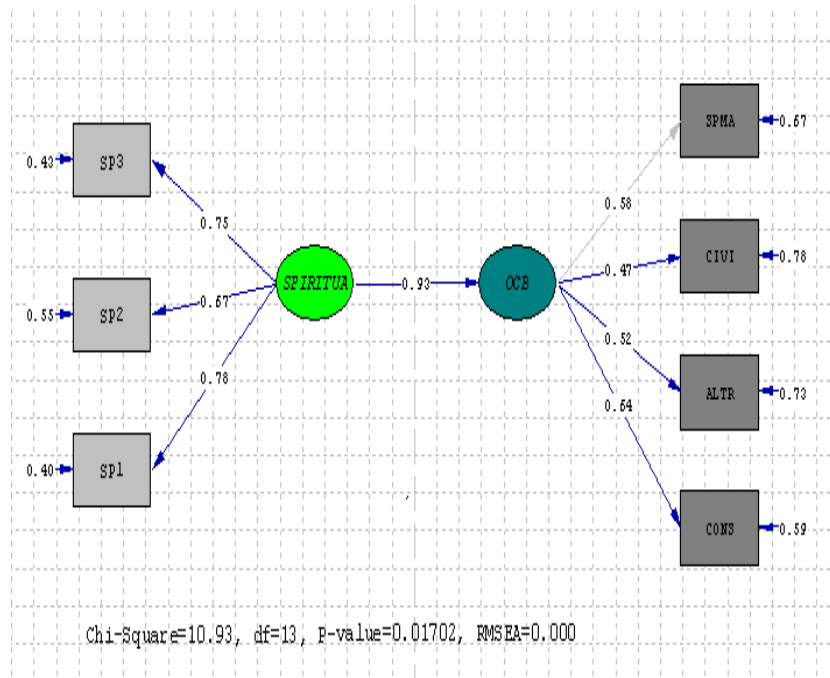 SPMA
0.67
SP3
0.43
0.58
0.75
CIVI
0.78
0.47
SPIRITUA
0.93
OCB
0.67
SP2
0.55
0.52
0.78
ALTR
0.73
0.64
SP1
0.40
CONS
0.59
Chi-Square=10.93, df=13, P-value=0.01702, RMSEA=0.000